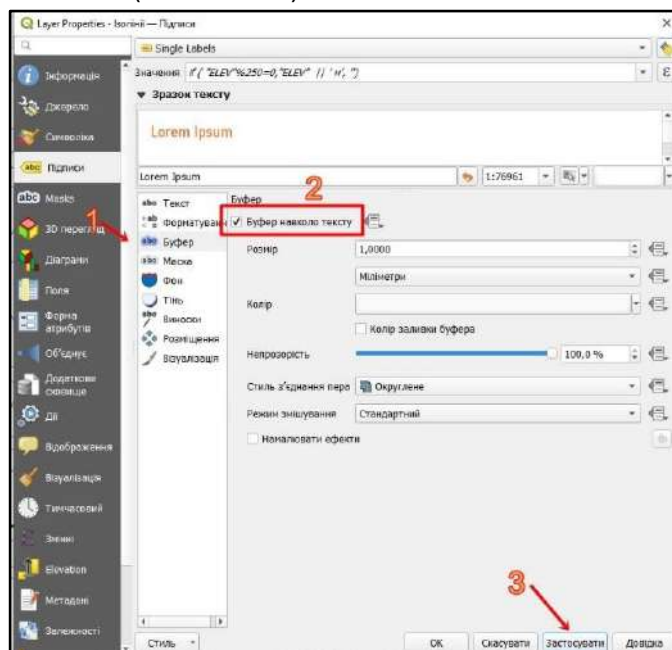 Layer Properties - Ізолінії — Підписи
Single Labels
Значення if( "ELEV"%250=0,"ELEV" || ' м', '')
Зразок тексту
Lorem Ipsum
Lorem Ipsum
1:76961
Інформація
Джерело
Символіка
Підписи
Masks
3D перегляд
Діаграми
Поля
Форма
атрибутів
Об'єднує
Додаткове
сховище
Дії
Відображення
Візуалізація
Тимчасовий
Змінні
Elevation
Метадані
Залежності
1
Текст
Форматуванн
Буфер
Маска
Фон
Тінь
Виноски
Розміщення
Візуалізація
2
Буфер
Буфер навколо тексту
Розмір
1,0000
Міліметри
Колір
Колір заливки буфера
Непрозорість
100,0 %
Стиль з'єднання пера
Округлене
Режим змішування
Стандартний
Намалювати ефекти
3
Стиль
OK
Скасувати
Застосувати
Довідка